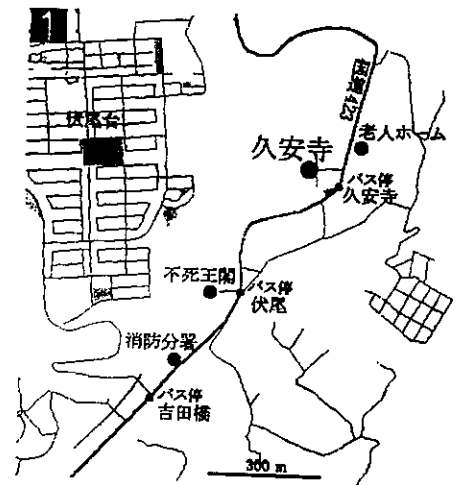 1
伏尾台
国道423
老人ホーム
久安寺
バス停
久安寺
不死王閣
バス停
伏尾
消防分署
バス停
吉田橋
300 m